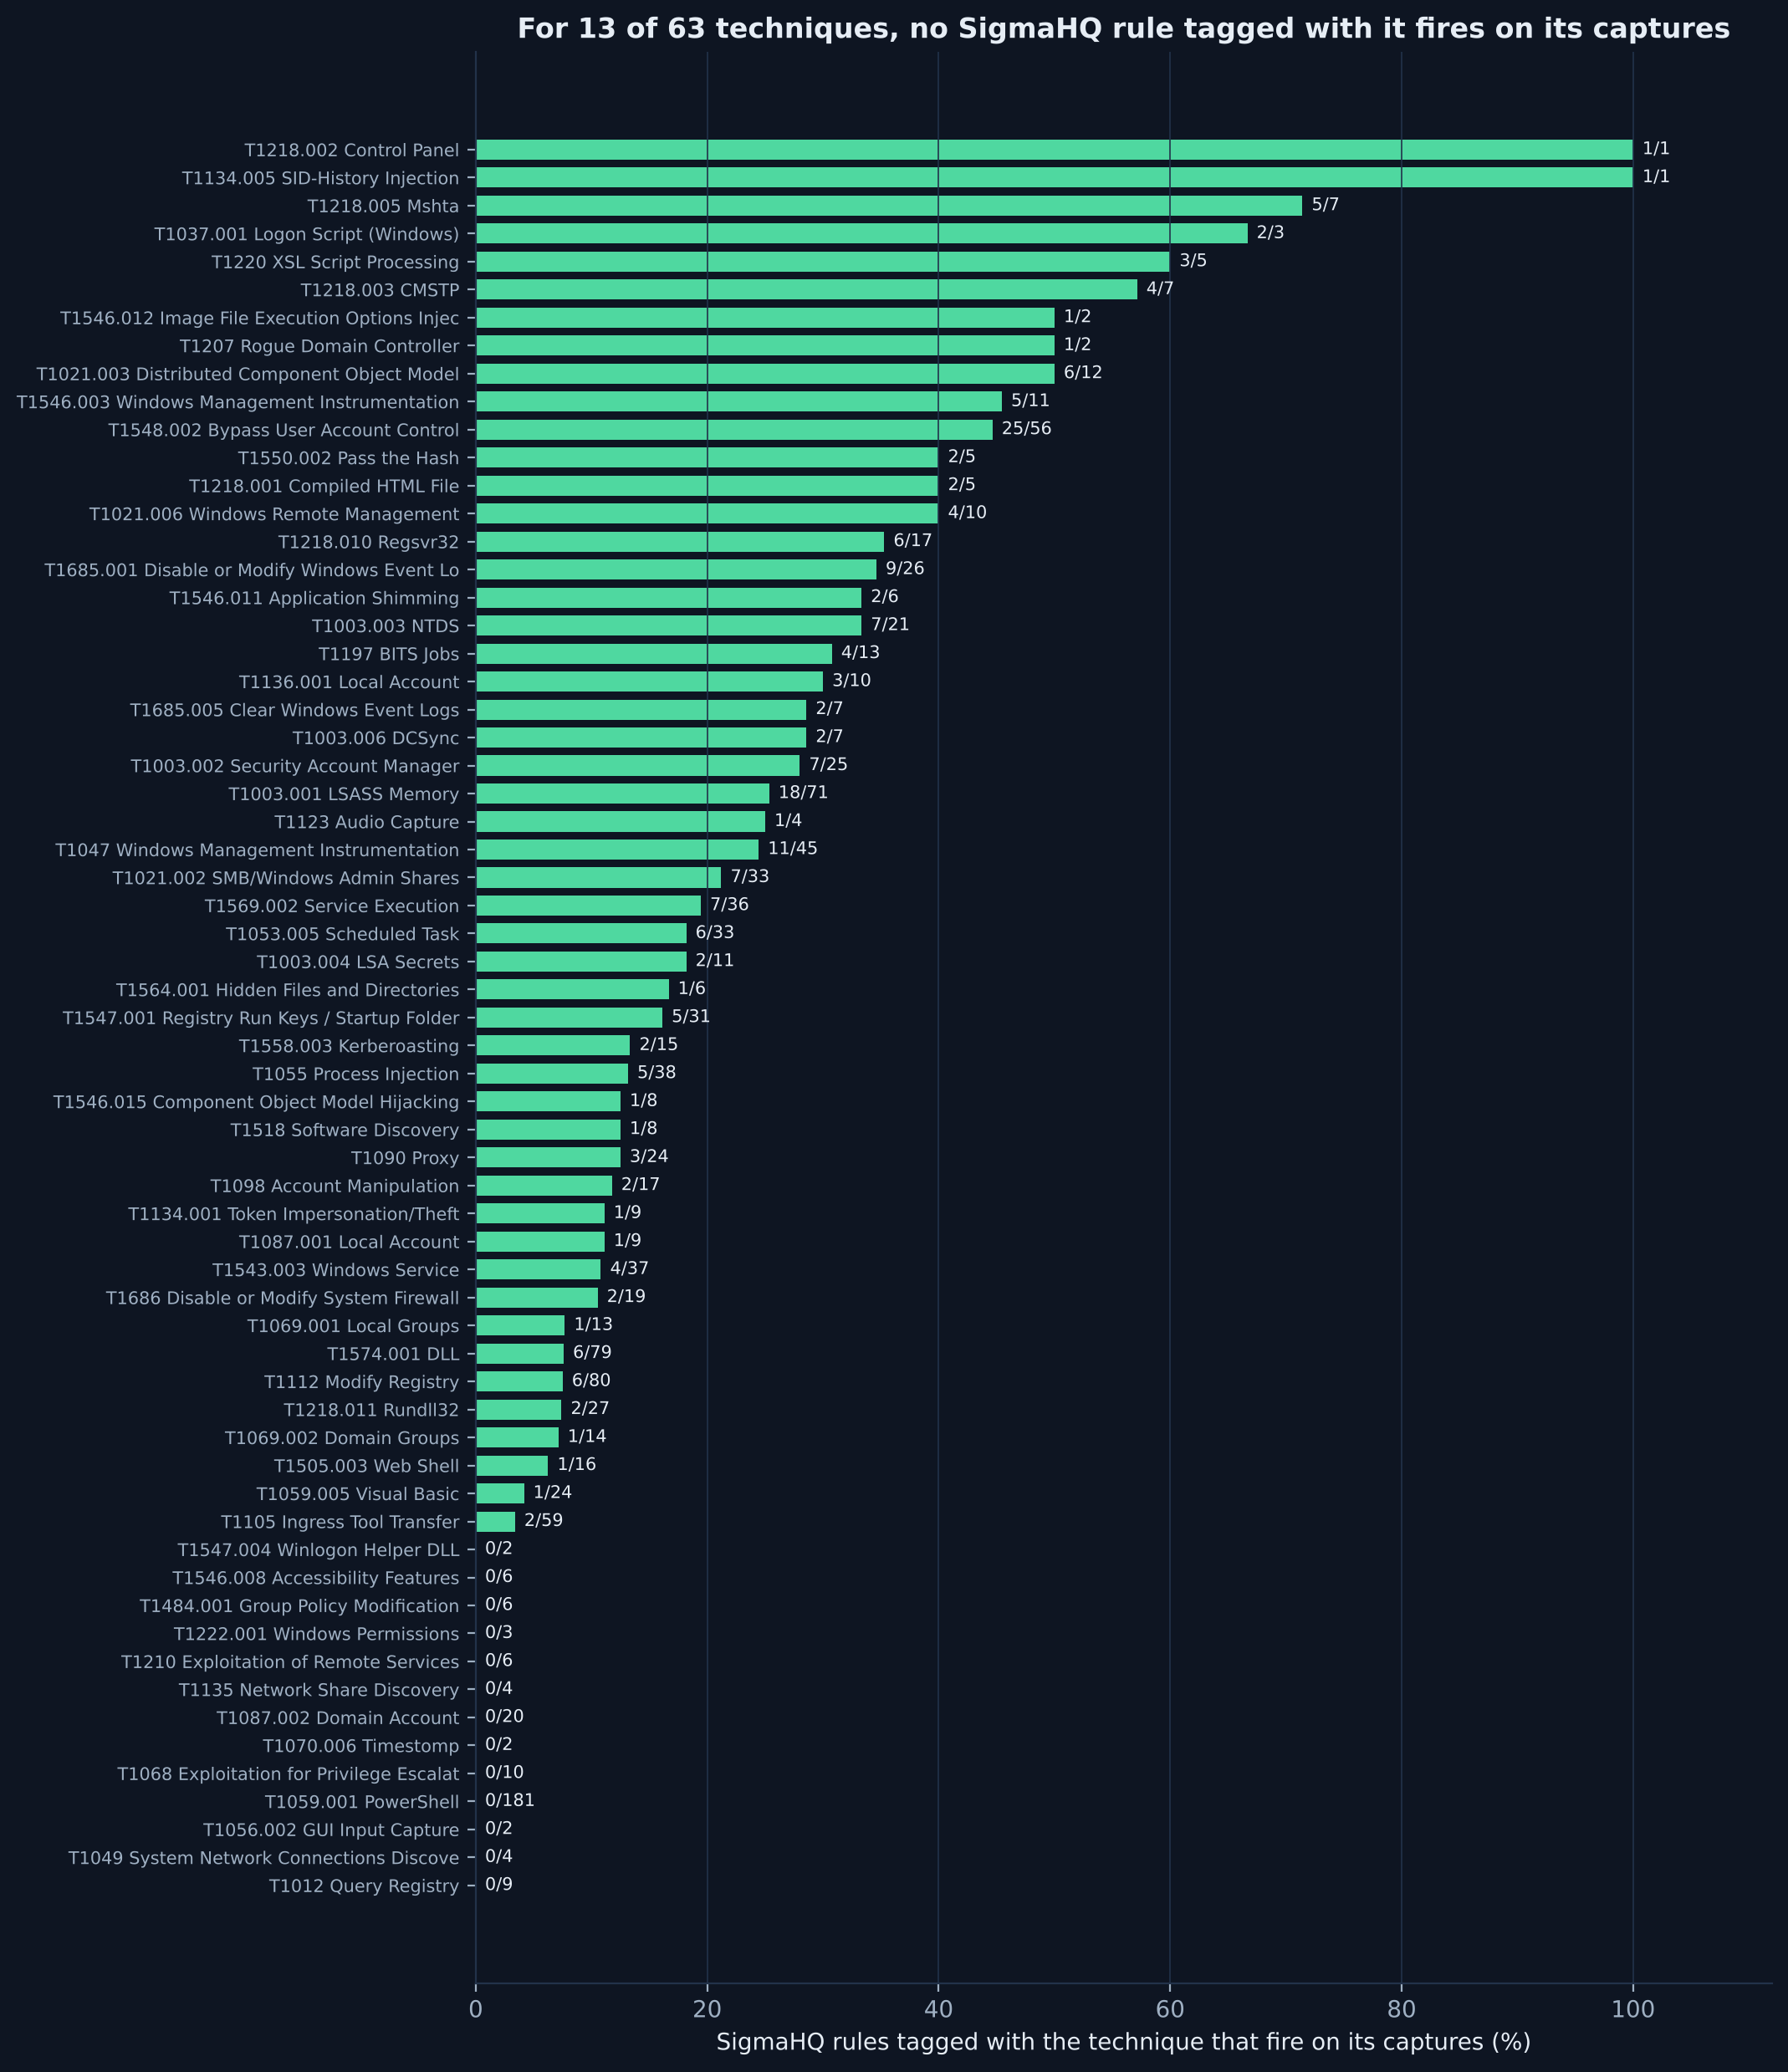 For 13 of 63 techniques, no SigmaHQ rule tagged with it fires on its captures
T1218.002 Control Panel 1/1
T1134.005 SID-History Injection 1/1
T1218.005 Mshta 5/7
T1037.001 Logon Script (Windows) 2/3
T1220 XSL Script Processing 3/5
T1218.003 CMSTP 4/7
T1546.012 Image File Execution Options Injec 1/2
T1207 Rogue Domain Controller 1/2
T1021.003 Distributed Component Object Model 6/12
T1546.003 Windows Management Instrumentation 5/11
T1548.002 Bypass User Account Control 25/56
T1550.002 Pass the Hash 2/5
T1218.001 Compiled HTML File 2/5
T1021.006 Windows Remote Management 4/10
T1218.010 Regsvr32 6/17
T1685.001 Disable or Modify Windows Event Lo 9/26
T1546.011 Application Shimming 2/6
T1003.003 NTDS 7/21
T1197 BITS Jobs 4/13
T1136.001 Local Account 3/10
T1685.005 Clear Windows Event Logs 2/7
T1003.006 DCSync 2/7
T1003.002 Security Account Manager 7/25
T1003.001 LSASS Memory 18/71
T1123 Audio Capture 1/4
T1047 Windows Management Instrumentation 11/45
T1021.002 SMB/Windows Admin Shares 7/33
T1569.002 Service Execution 7/36
T1053.005 Scheduled Task 6/33
T1003.004 LSA Secrets 2/11
T1564.001 Hidden Files and Directories 1/6
T1547.001 Registry Run Keys / Startup Folder 5/31
T1558.003 Kerberoasting 2/15
T1055 Process Injection 5/38
T1546.015 Component Object Model Hijacking 1/8
T1518 Software Discovery 1/8
T1090 Proxy 3/24
T1098 Account Manipulation 2/17
T1134.001 Token Impersonation/Theft 1/9
T1087.001 Local Account 1/9
T1543.003 Windows Service 4/37
T1686 Disable or Modify System Firewall 2/19
T1069.001 Local Groups 1/13
T1574.001 DLL 6/79
T1112 Modify Registry 6/80
T1218.011 Rundll32 2/27
T1069.002 Domain Groups 1/14
T1505.003 Web Shell 1/16
T1059.005 Visual Basic 1/24
T1105 Ingress Tool Transfer 2/59
T1547.004 Winlogon Helper DLL 0/2
T1546.008 Accessibility Features 0/6
T1484.001 Group Policy Modification 0/6
T1222.001 Windows Permissions 0/3
T1210 Exploitation of Remote Services 0/6
T1135 Network Share Discovery 0/4
T1087.002 Domain Account 0/20
T1070.006 Timestomp 0/2
T1068 Exploitation for Privilege Escalat 0/10
T1059.001 PowerShell 0/181
T1056.002 GUI Input Capture 0/2
T1049 System Network Connections Discove 0/4
T1012 Query Registry 0/9
0 20 40 60 80 100
SigmaHQ rules tagged with the technique that fire on its captures (%)